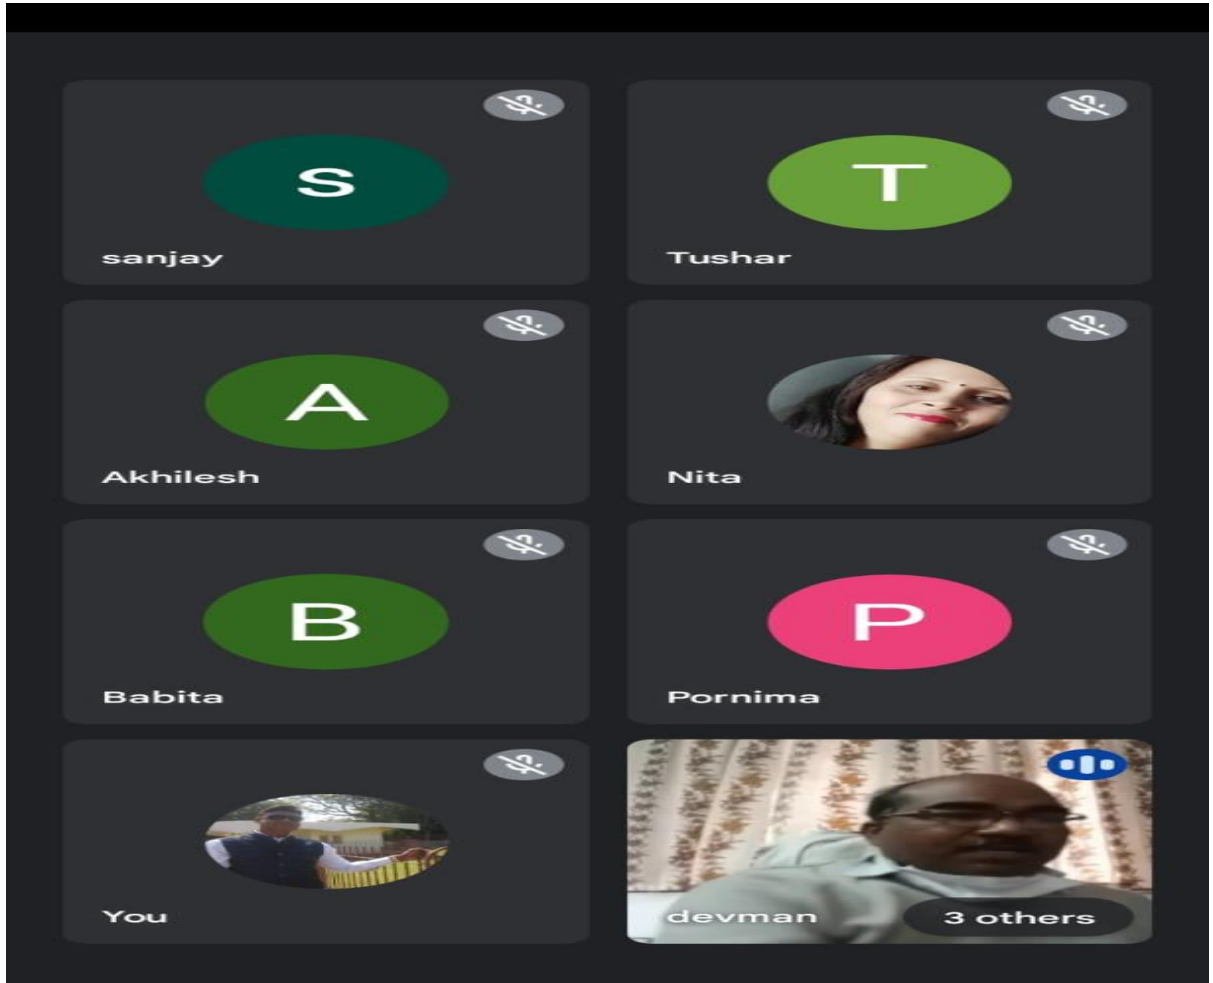 S
T
sanjay
Tushar
A
Akhilesh
Nita
B
P
Babita
Pornima
You
devman
3 others